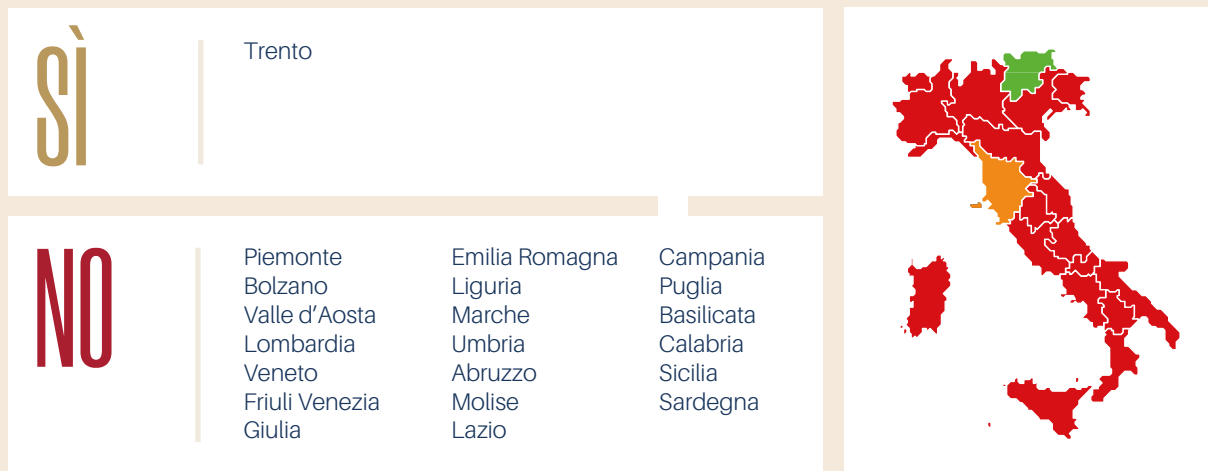 SÌ
Trento
NO
Piemonte
Bolzano
Valle d’Aosta
Lombardia
Veneto
Friuli Venezia
Giulia
Emilia Romagna
Liguria
Marche
Umbria
Abruzzo
Molise
Lazio
Campania
Puglia
Basilicata
Calabria
Sicilia
Sardegna